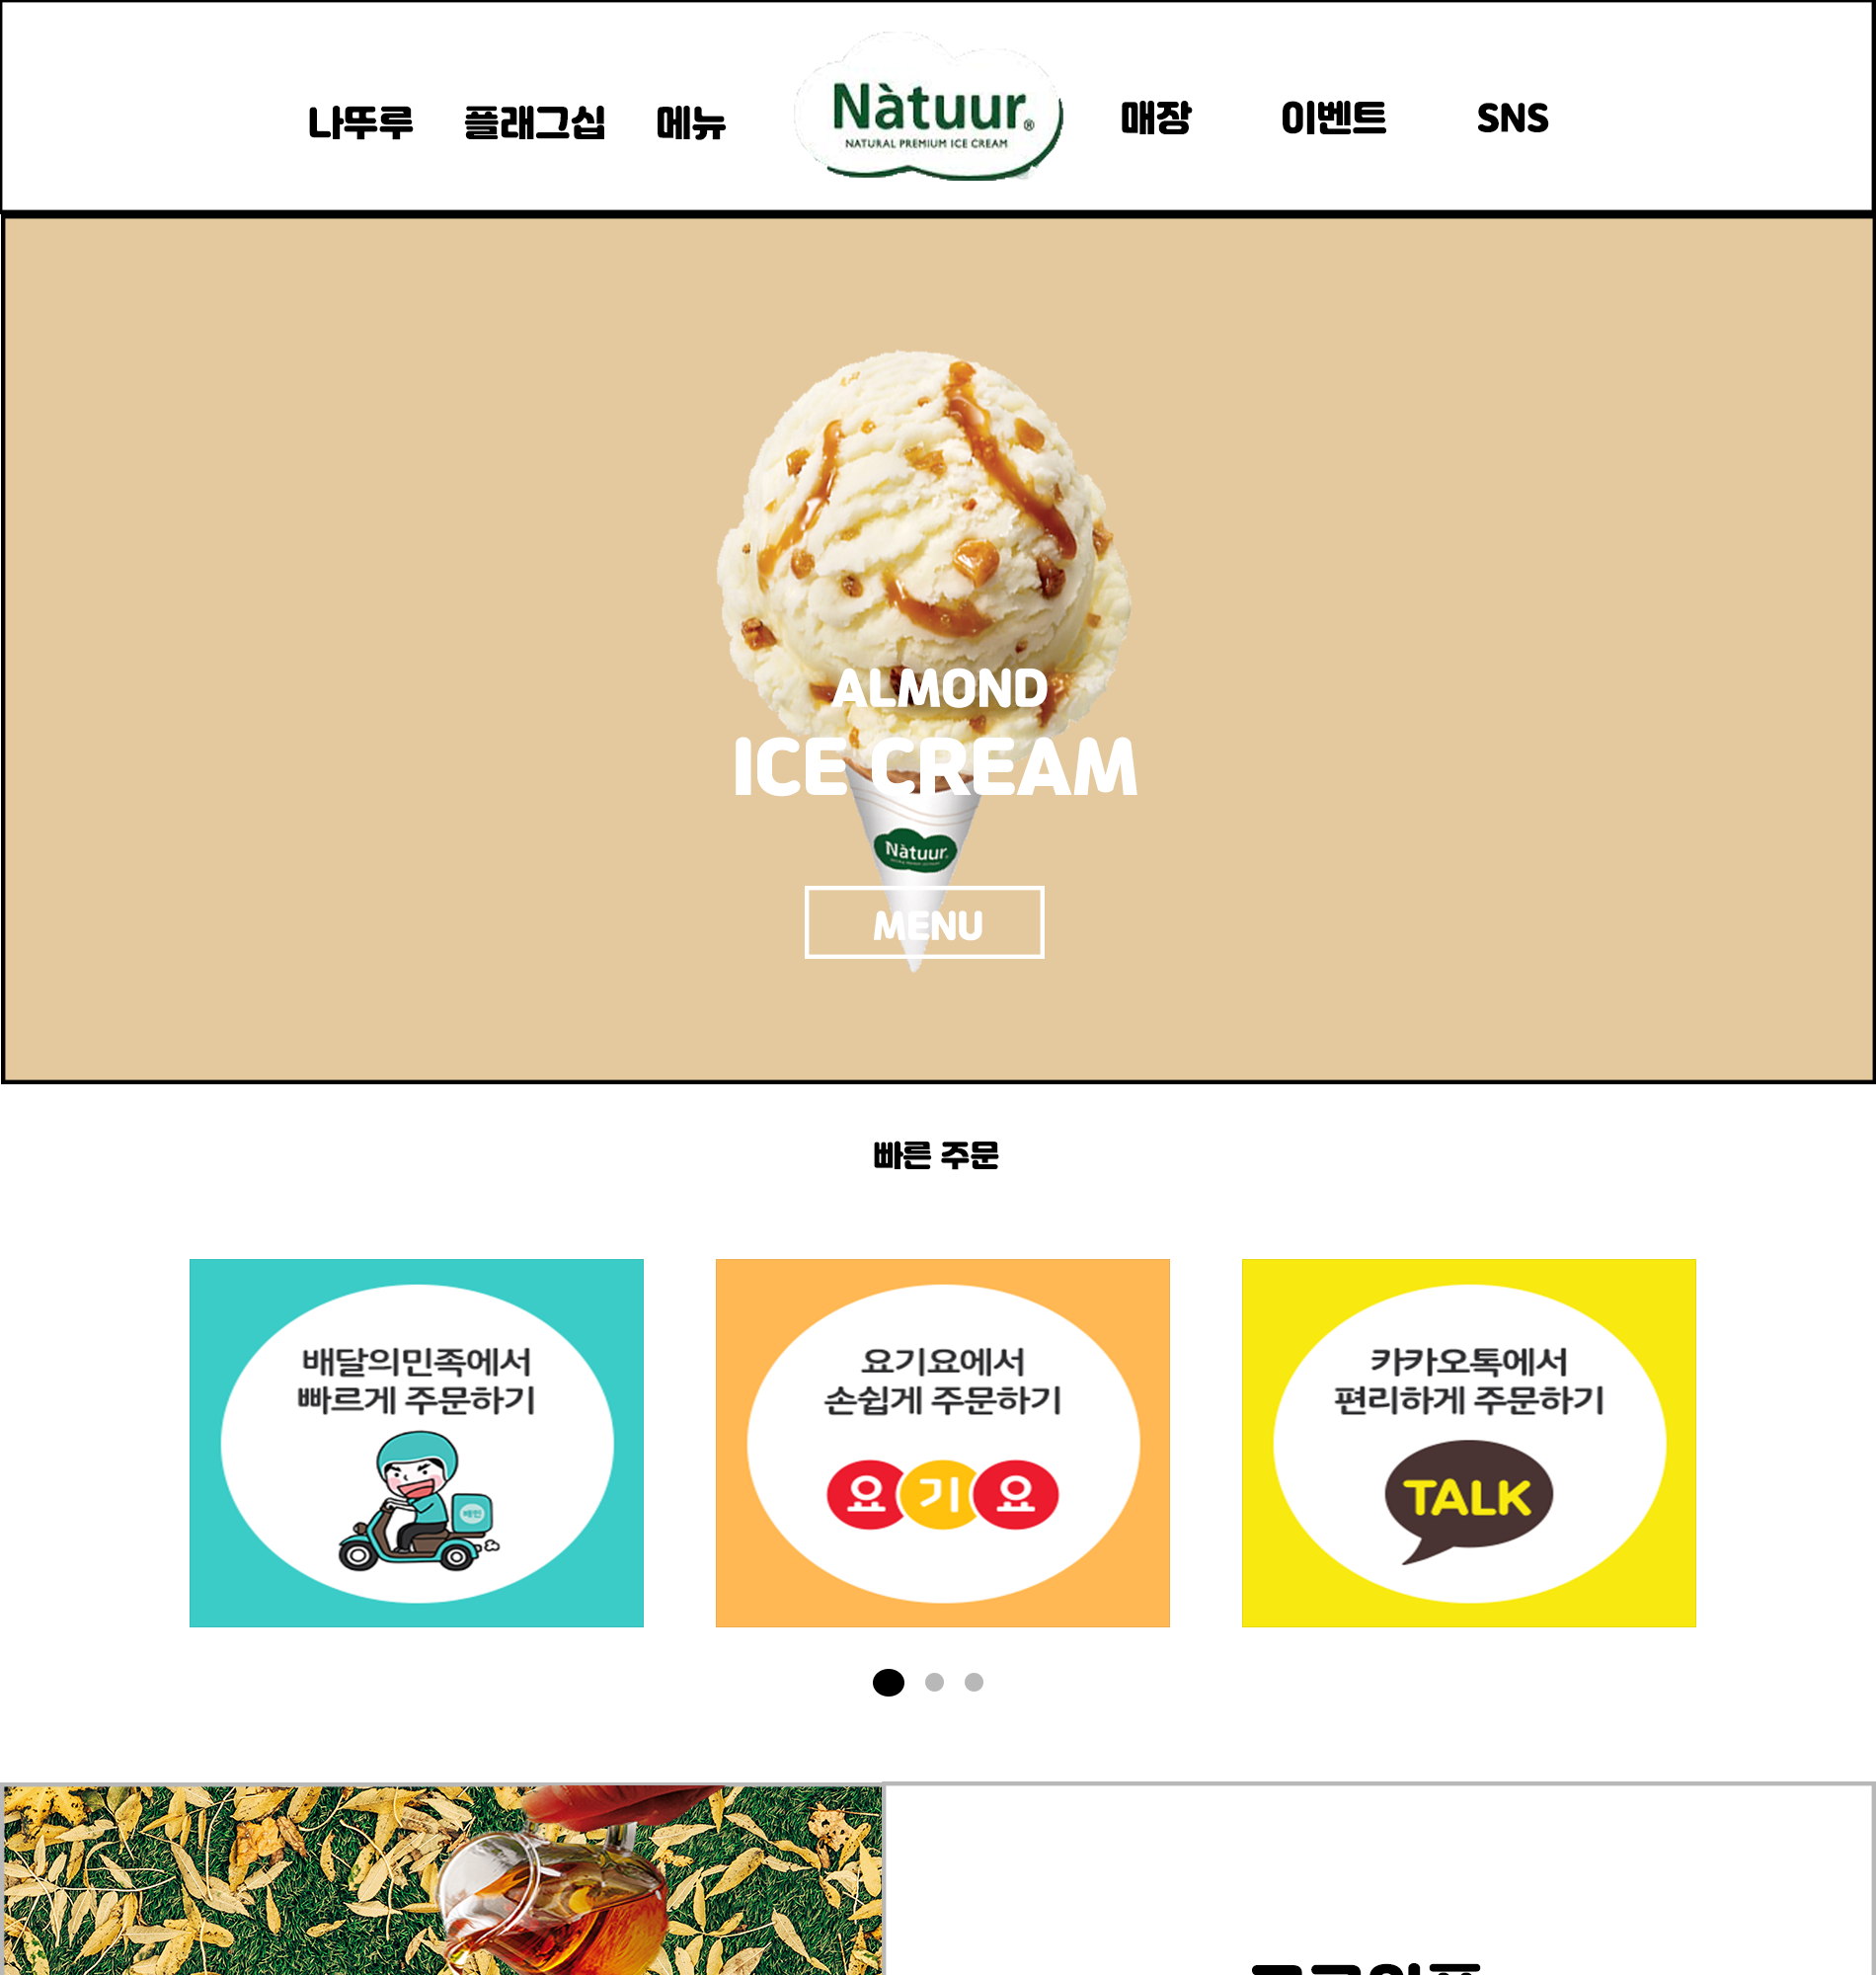 나뚜루 플래그십 메뉴 Nàtuur® 매장 이벤트 SNS
NATURAL PREMIUM ICE CREAM
ALMOND
ICE CREAM
Nàtuur
MENU
빠른 주문
배달의민족에서
빠르게 주문하기
배민
요기요에서
손쉽게 주문하기
요기요
카카오톡에서
편리하게 주문하기
TALK